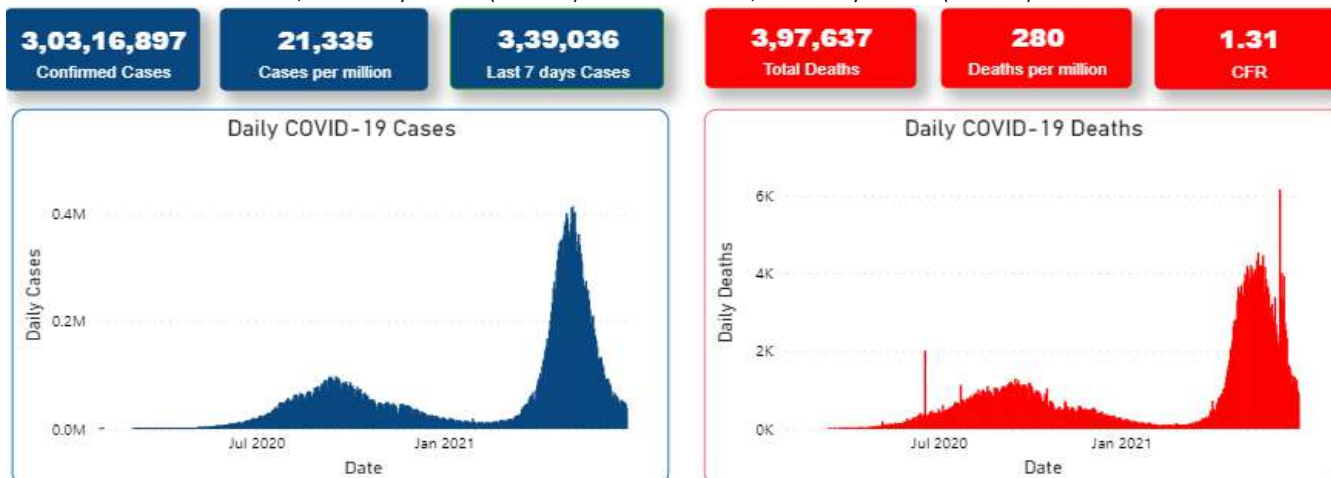 3,03,16,897
Confirmed Cases
21,335
Cases per million
3,39,036
Last 7 days Cases
3,97,637
Total Deaths
280
Deaths per million
1.31
CFR
Daily COVID-19 Cases
Daily Cases
0.4M
0.2M
0.0M
Jul 2020
Jan 2021
Date
Daily COVID-19 Deaths
Daily Deaths
6K
4K
2K
0K
Jul 2020
Jan 2021
Date